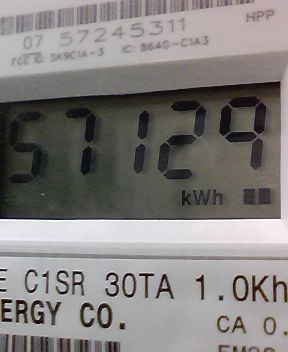 HPP
07 57245311
FCC ID: SK9C1A-3 IC: 864G-C1A3
57129
kWh
E C1SR 30TA 1.0Kh
ERGY CO.
CA 0.